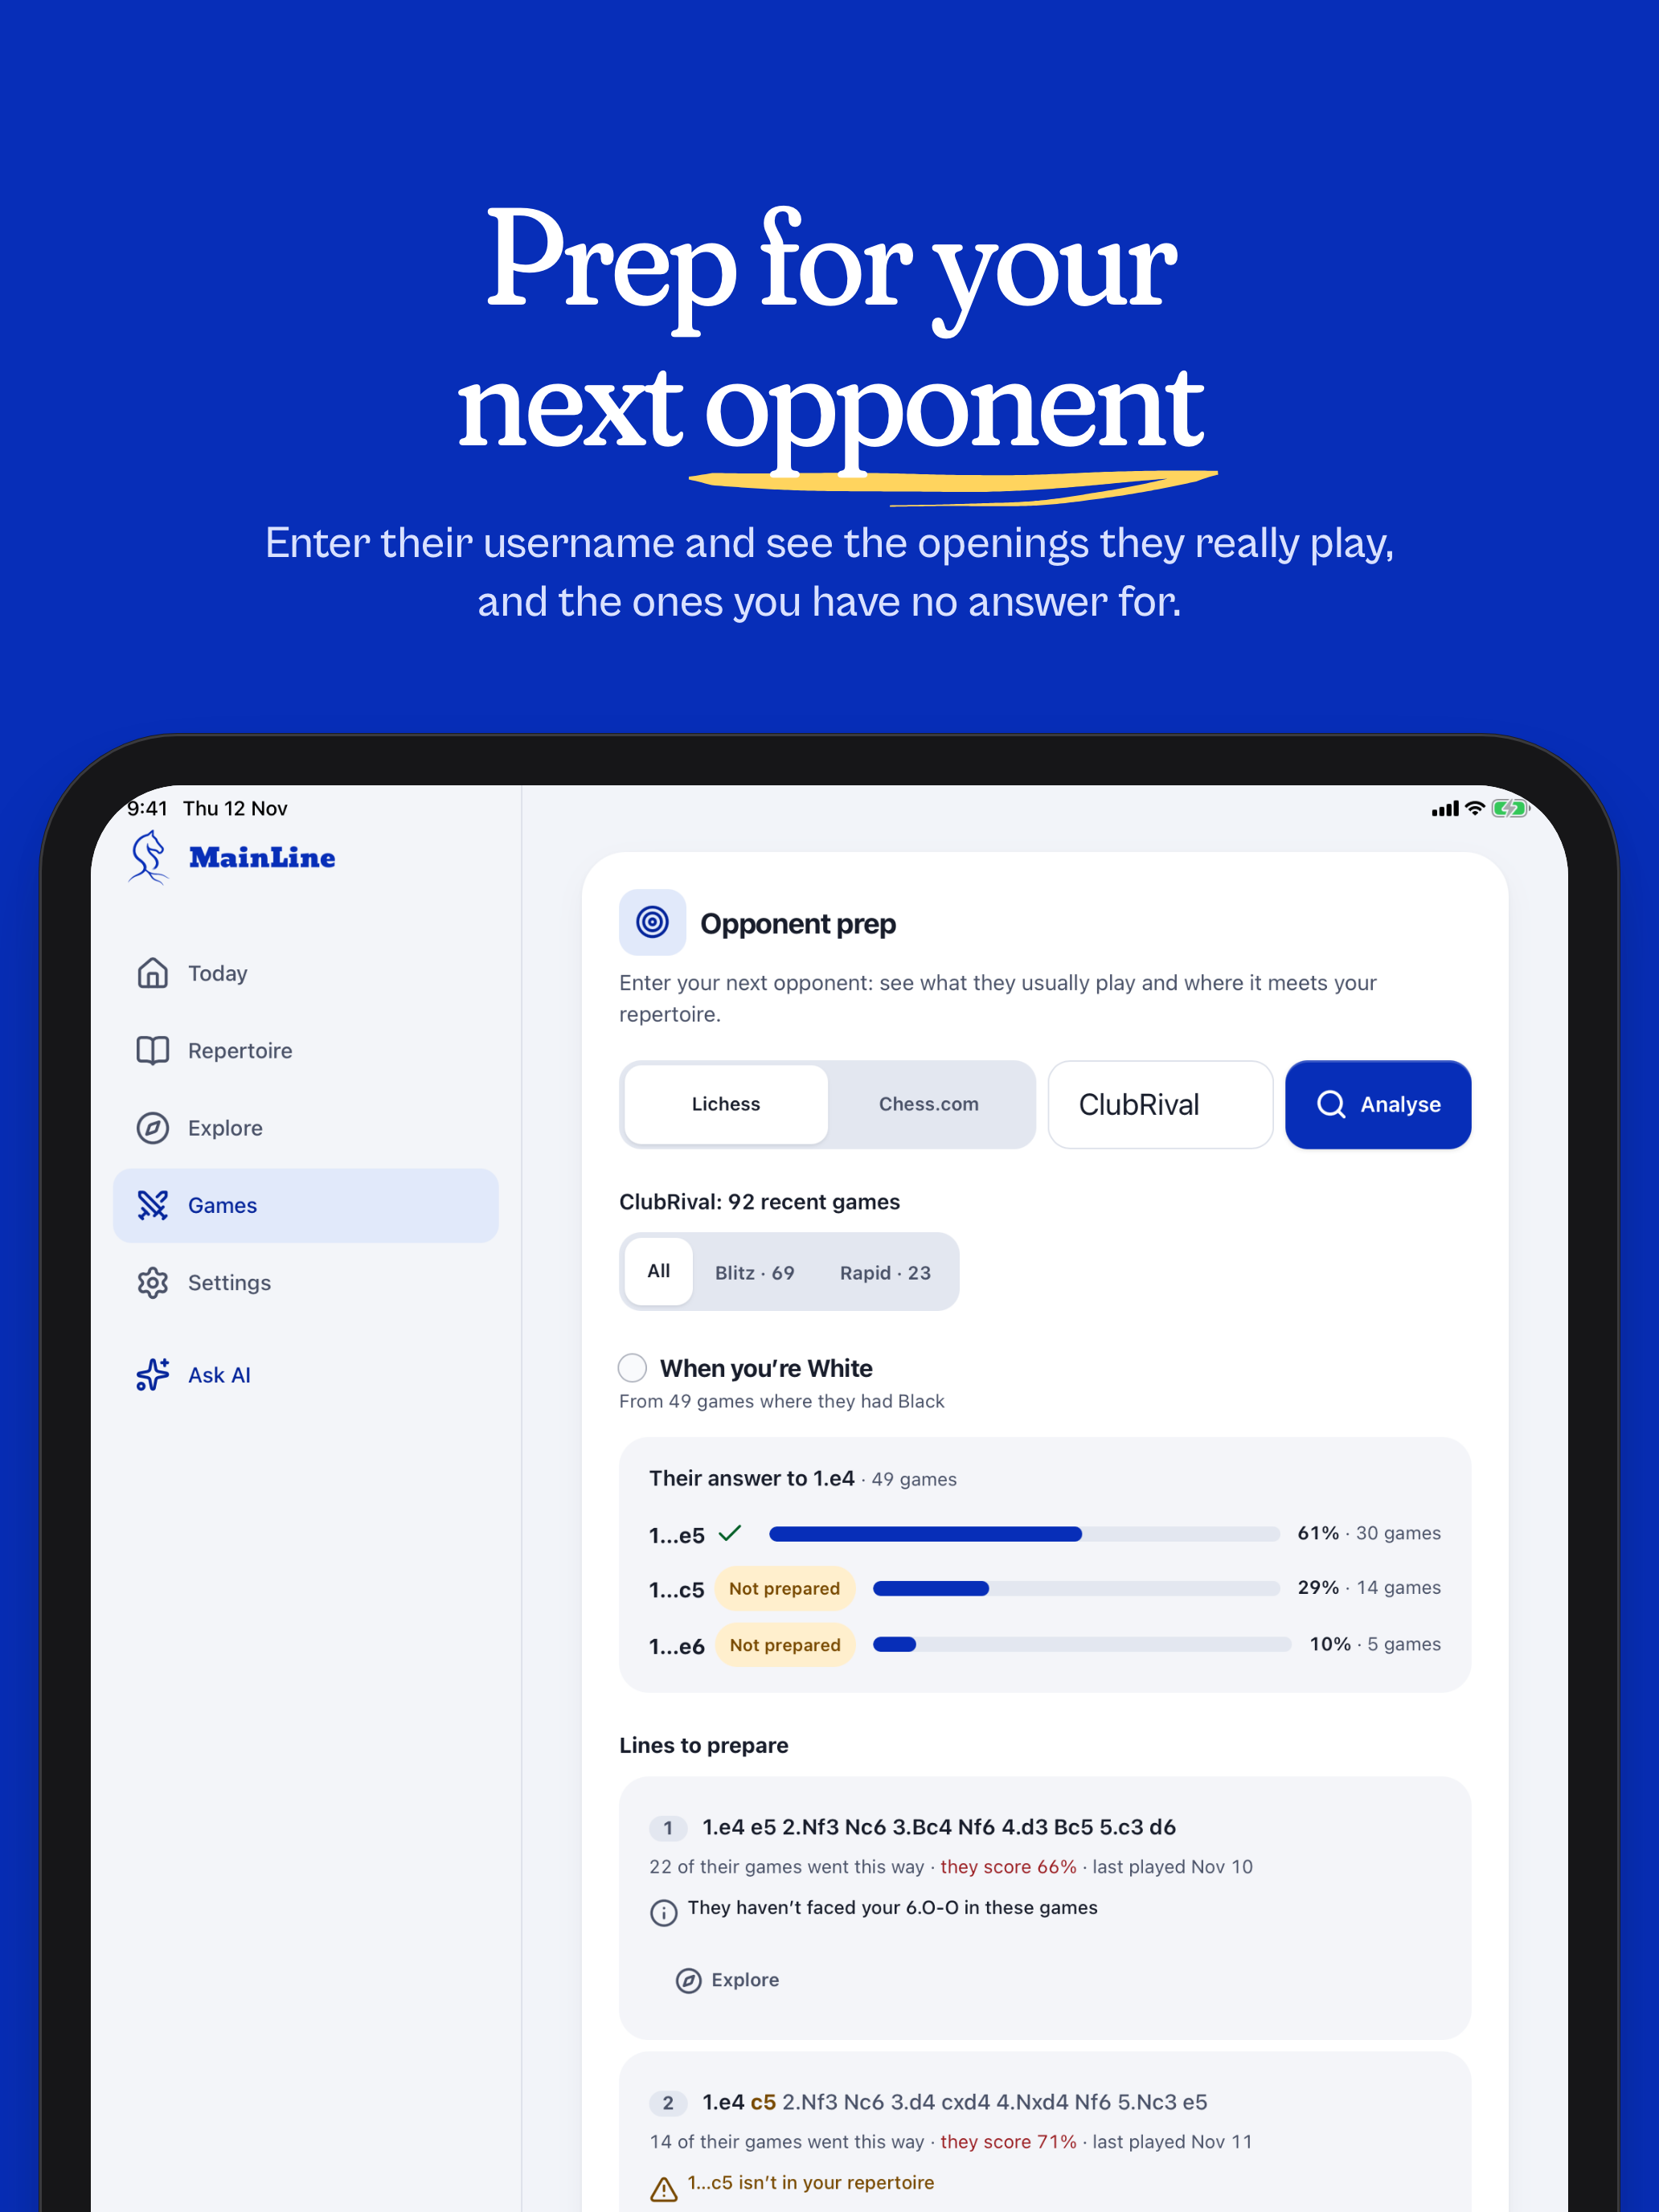 Prep for your
next opponent
Enter their username and see the openings they really play,
and the ones you have no answer for.
9:41 Thu 12 Nov
MainLine
Today
Repertoire
Explore
Games
Settings
Ask AI
Opponent prep
Enter your next opponent: see what they usually play and where it meets your
repertoire.
Lichess Chess.com ClubRival Analyse
ClubRival: 92 recent games
All Blitz · 69 Rapid · 23
When you’re White
From 49 games where they had Black
Their answer to 1.e4 · 49 games
1...e5 61% · 30 games
1...c5 Not prepared 29% · 14 games
1...e6 Not prepared 10% · 5 games
Lines to prepare
1 1.e4 e5 2.Nf3 Nc6 3.Bc4 Nf6 4.d3 Bc5 5.c3 d6
22 of their games went this way · they score 66% · last played Nov 10
They haven’t faced your 6.O-O in these games
Explore
2 1.e4 c5 2.Nf3 Nc6 3.d4 cxd4 4.Nxd4 Nf6 5.Nc3 e5
14 of their games went this way · they score 71% · last played Nov 11
1...c5 isn’t in your repertoire